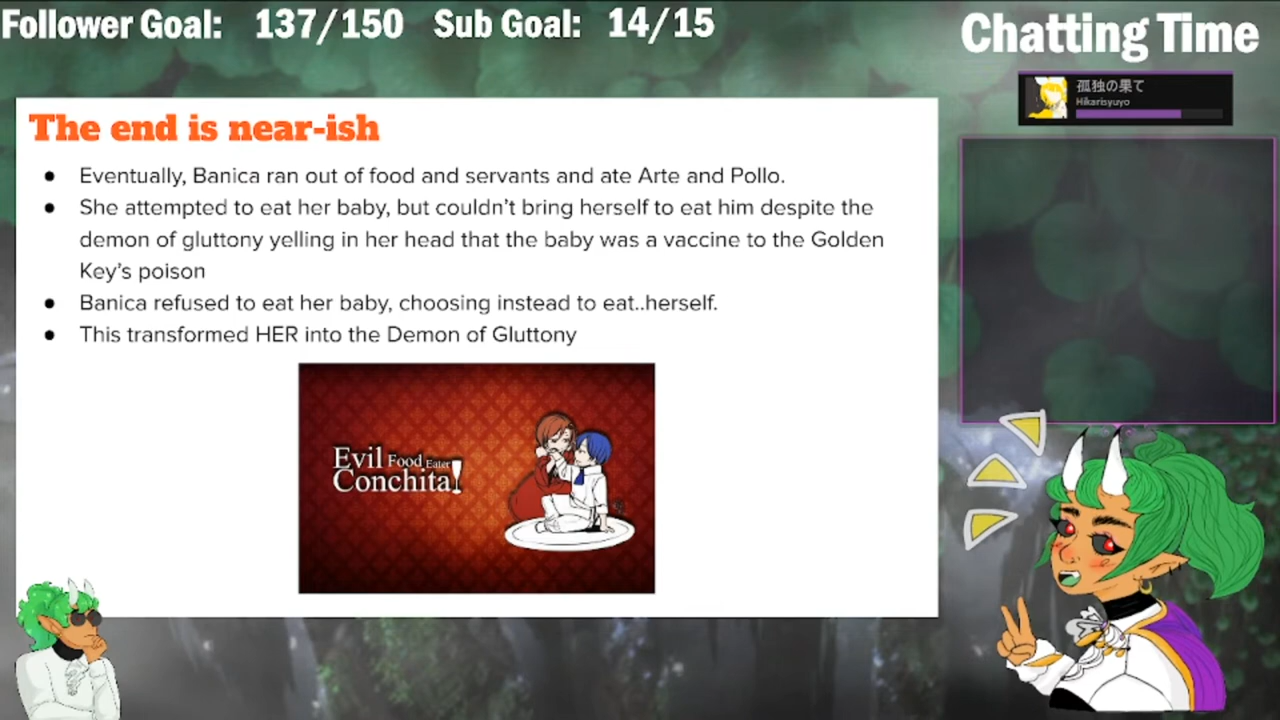 Follower Goal: 137/150 Sub Goal: 14/15
Chatting Time
孤独の果て
Hikarisyuyo
The end is near-ish
● Eventually, Banica ran out of food and servants and ate Arte and Pollo.
● She attempted to eat her baby, but couldn’t bring herself to eat him despite the
demon of gluttony yelling in her head that the baby was a vaccine to the Golden
Key’s poison
● Banica refused to eat her baby, choosing instead to eat..herself.
● This transformed HER into the Demon of Gluttony
Evil Food Eater
Conchita!